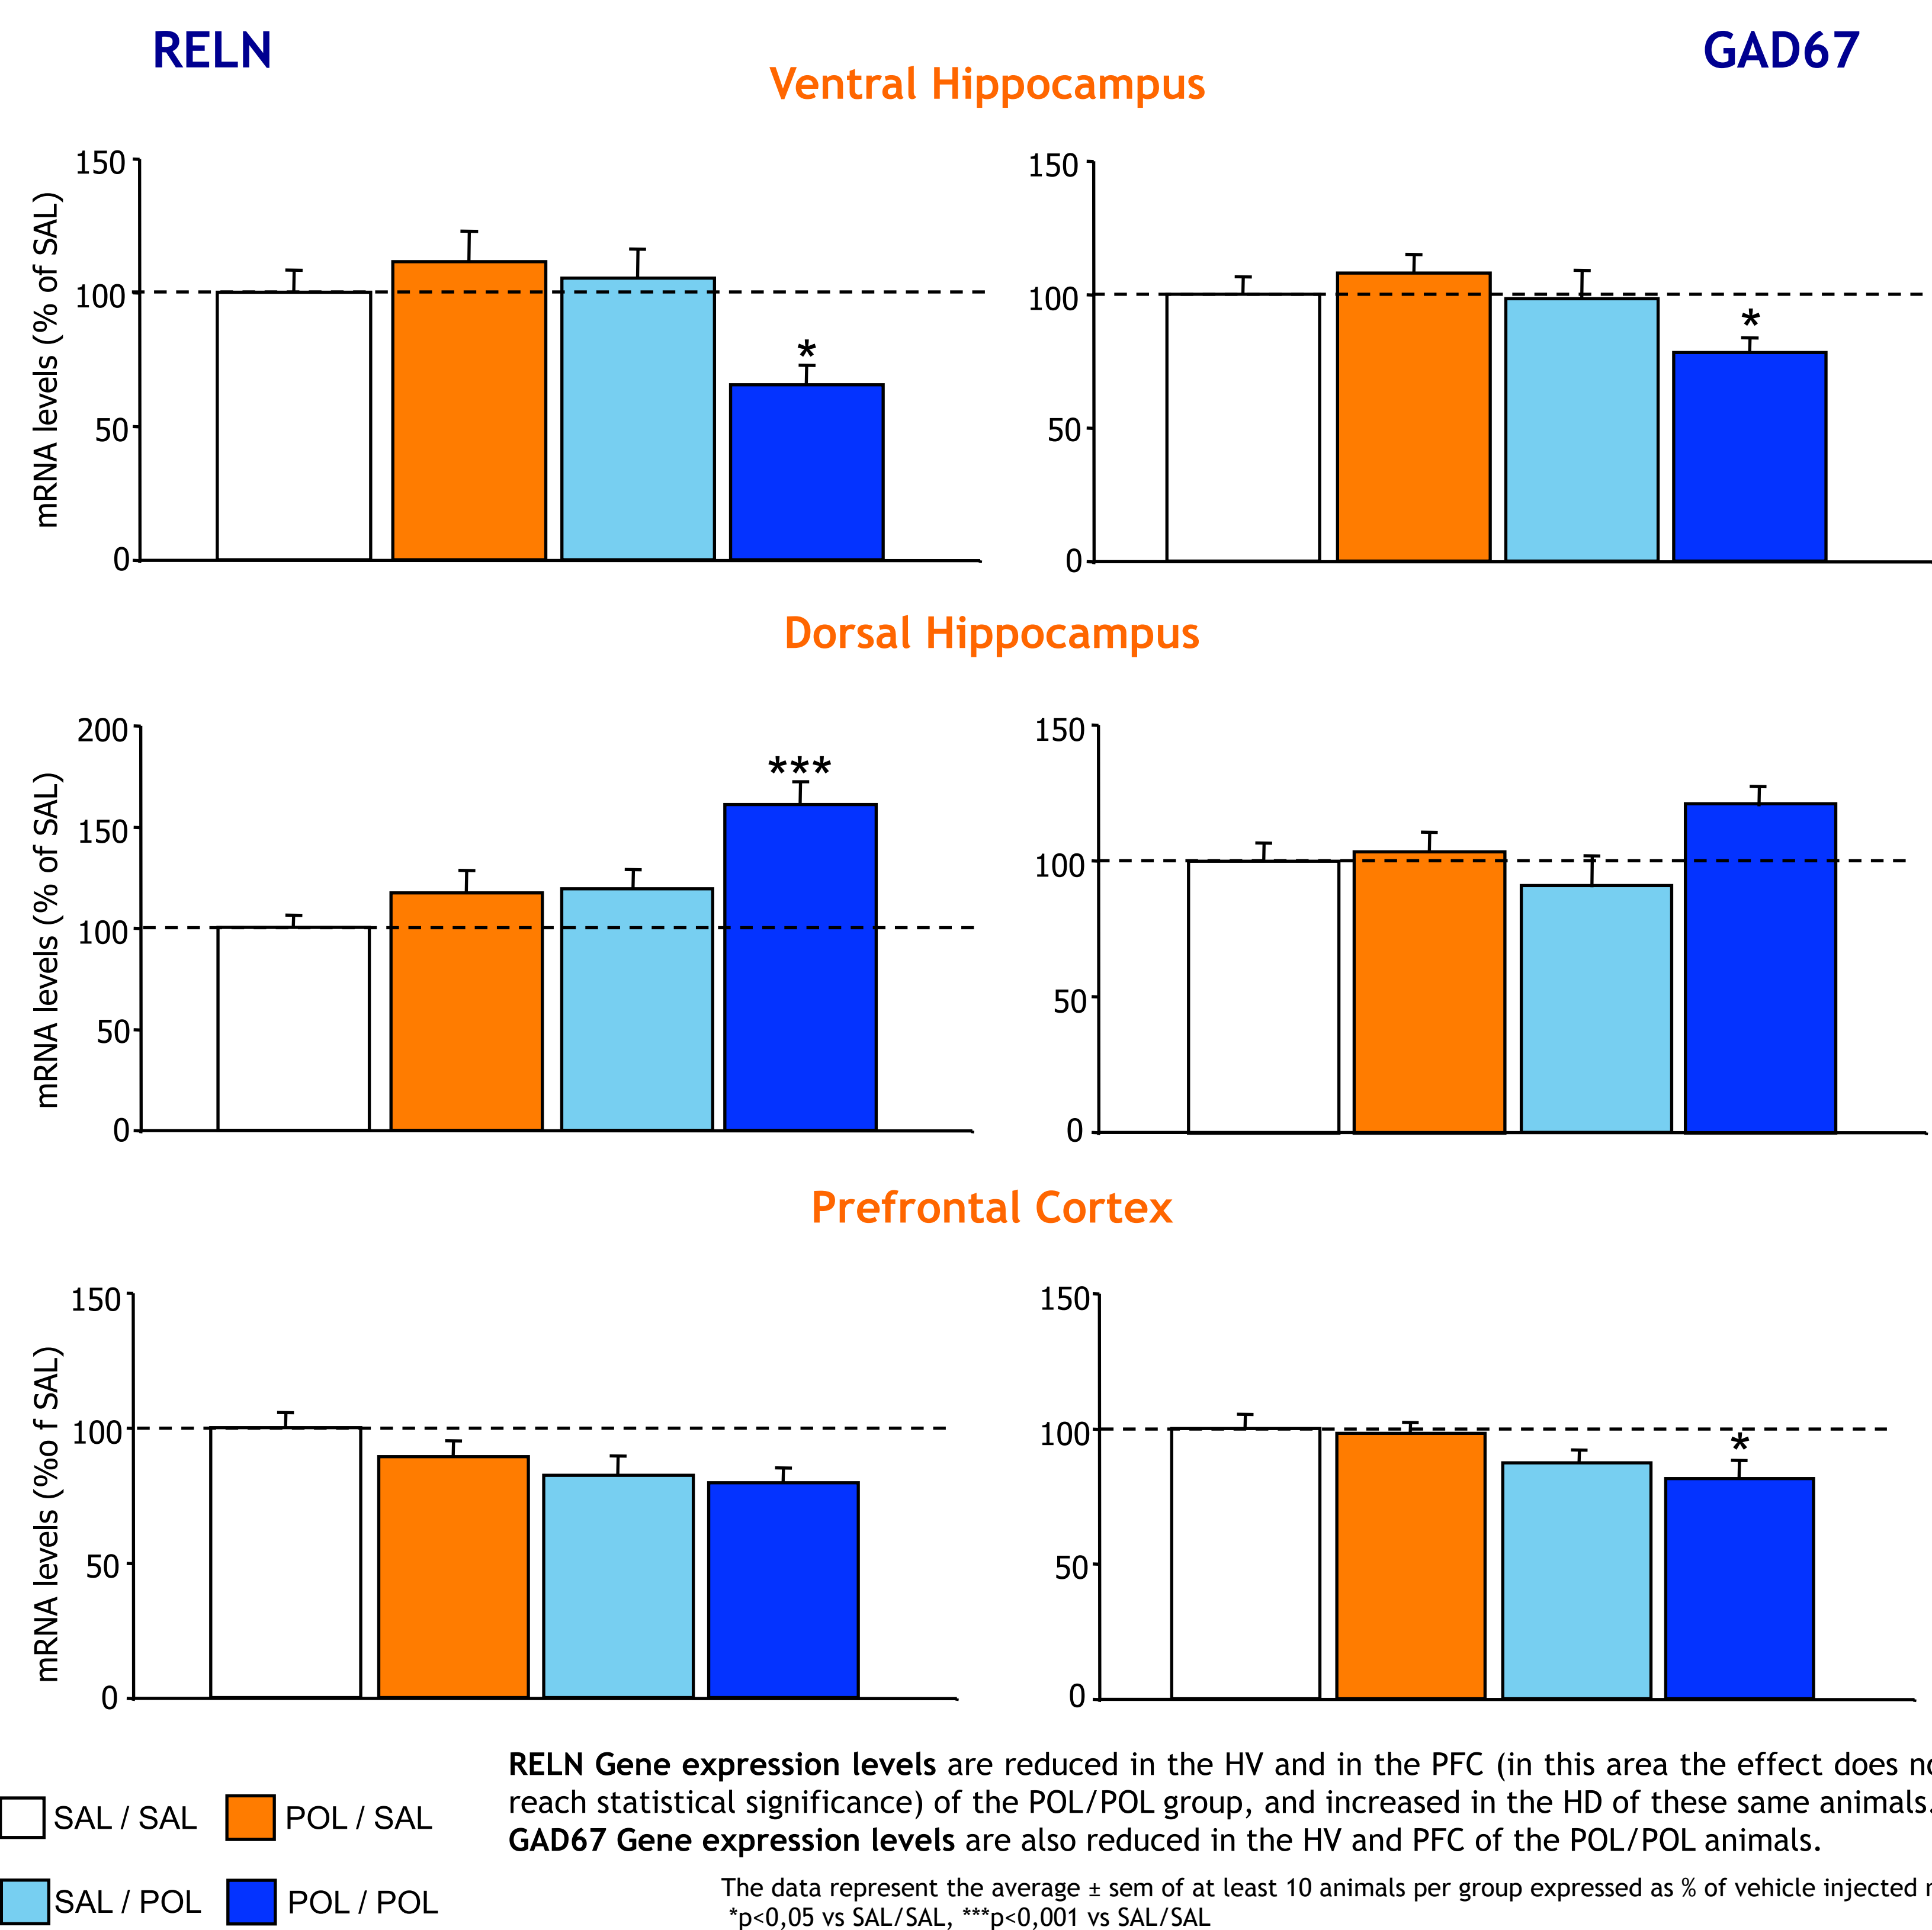 RELN
GAD67
Ventral Hippocampus
mRNA levels (% of SAL)
150
100
50
0
*
150
100
50
0
*
Dorsal Hippocampus
mRNA levels (% of SAL)
200
150
100
50
0
***
150
100
50
0
Prefrontal Cortex
mRNA levels (%o f SAL)
150
100
50
0
150
100
50
0
*
SAL / SAL
POL / SAL
SAL / POL
POL / POL
RELN Gene expression levels are reduced in the HV and in the PFC (in this area the effect does
reach statistical significance) of the POL/POL group, and increased in the HD of these same animals.
GAD67 Gene expression levels are also reduced in the HV and PFC of the POL/POL animals.
The data represent the average ± sem of at least 10 animals per group expressed as % of vehicle injected
*p<0,05 vs SAL/SAL, ***p<0,001 vs SAL/SAL